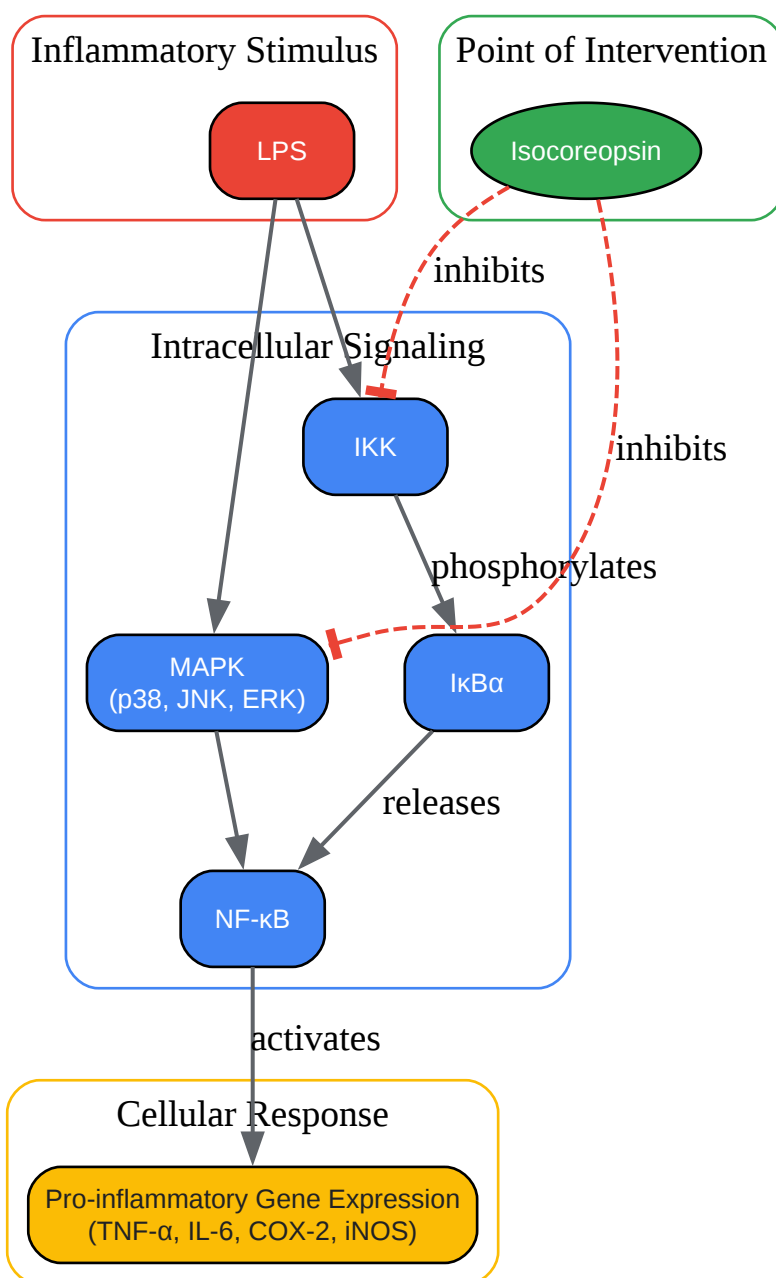 Inflammatory Stimulus
Point of Intervention
LPS
Isocoreopsin
inhibits
Intracellular Signaling
IKK
inhibits
phosphorylates
MAPK
(p38, JNK, ERK)
IκBα
releases
NF-κB
activates
Cellular Response
Pro-inflammatory Gene Expression
(TNF-α, IL-6, COX-2, iNOS)